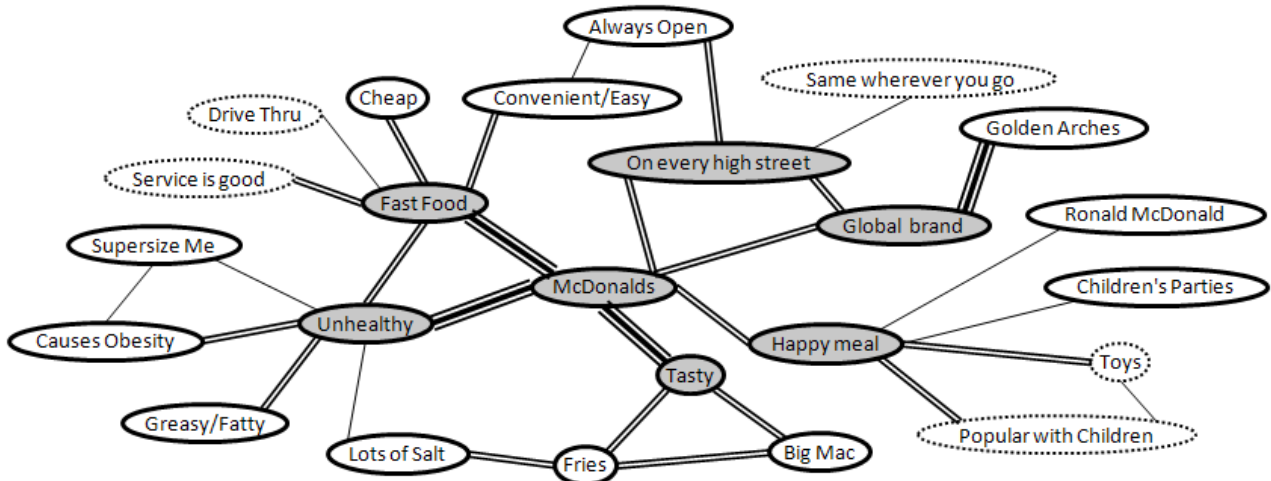 Always Open
Same wherever you go
Cheap
Convenient/Easy
Drive Thru
Golden Arches
On every high street
Service is good
Fast Food
Ronald McDonald
Global brand
Supersize Me
McDonalds
Children's Parties
Unhealthy
Causes Obesity
Happy meal
Toys
Tasty
Greasy/Fatty
Popular with Children
Lots of Salt
Fries
Big Mac